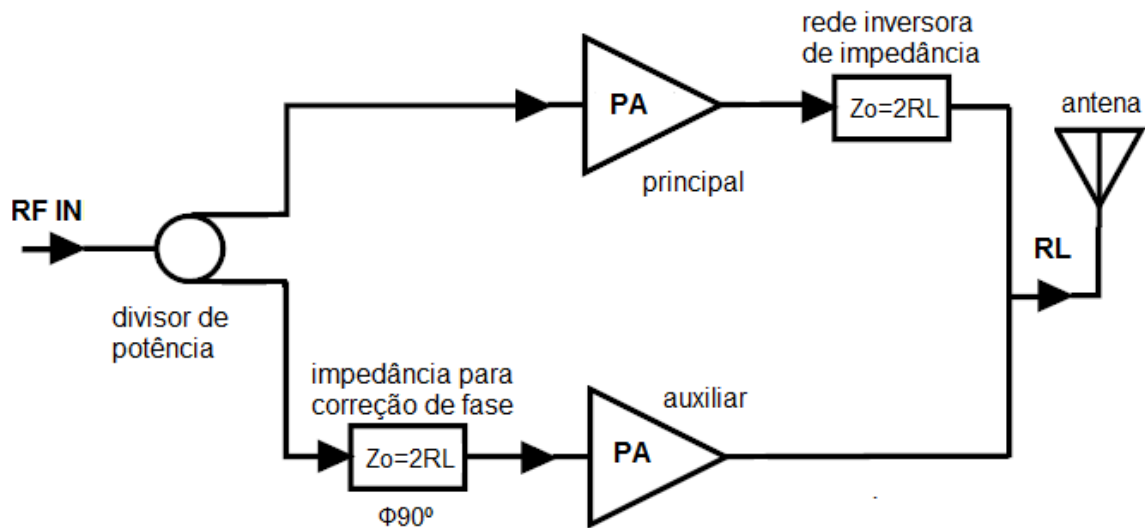 rede inversora
de impedância
PA
Zo=2RL
antena
principal
RF IN
RL
divisor de
potência
impedância para
correção de fase
auxiliar
Zo=2RL
PA
Φ90º